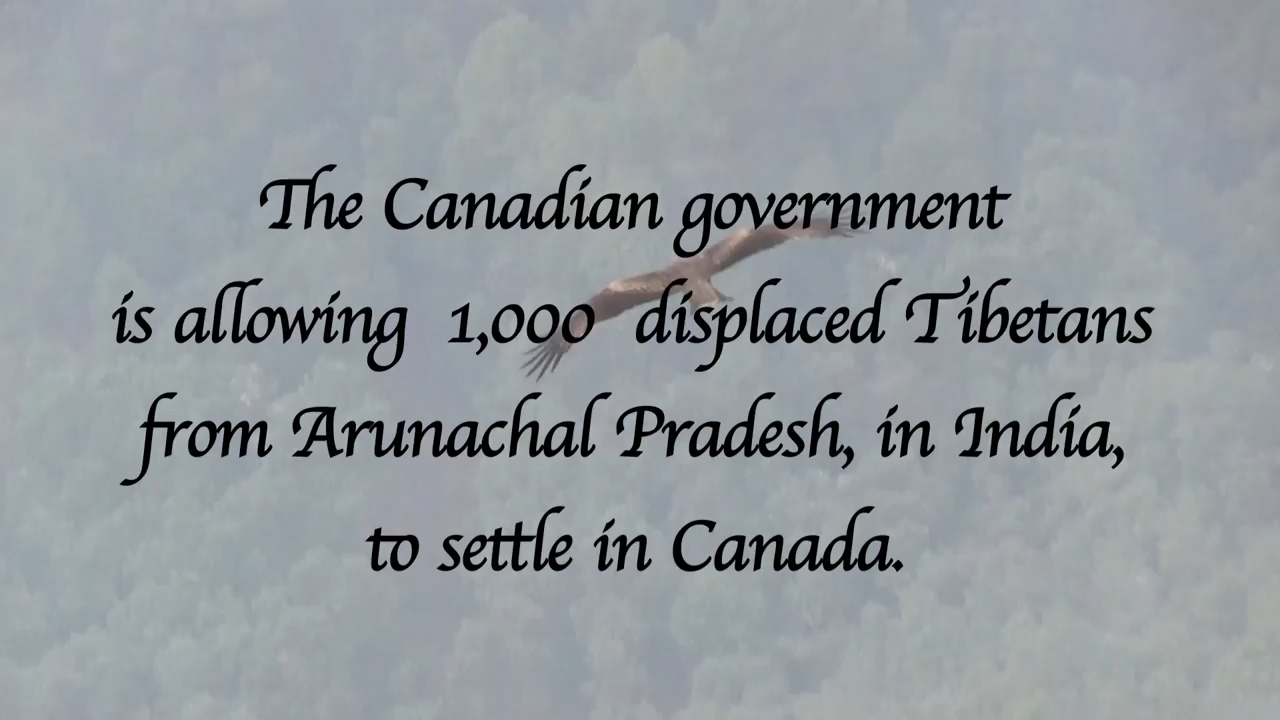 The Canadian government
is allowing 1,000 displaced Tibetans
from Arunachal Pradesh, in India,
to settle in Canada.